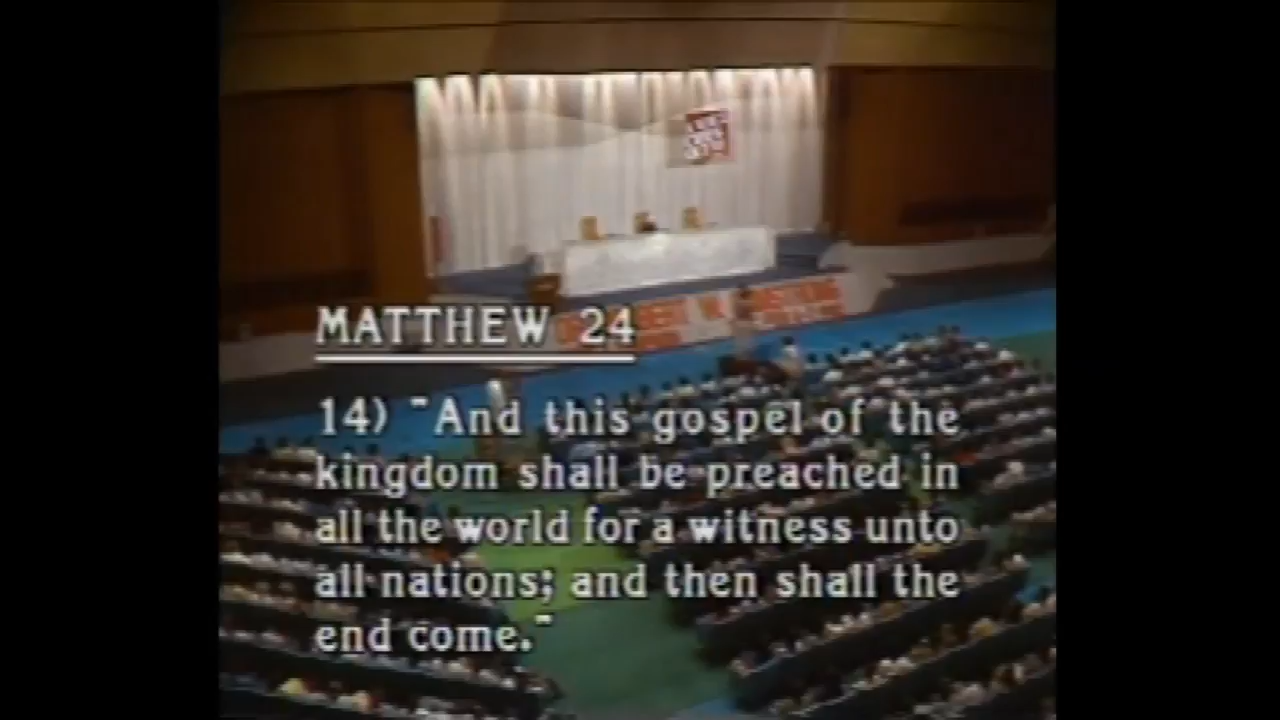 MATTHEW 24
14) "And this gospel of the
kingdom shall be preached in
all the world for a witness unto
all nations; and then shall the
end come."